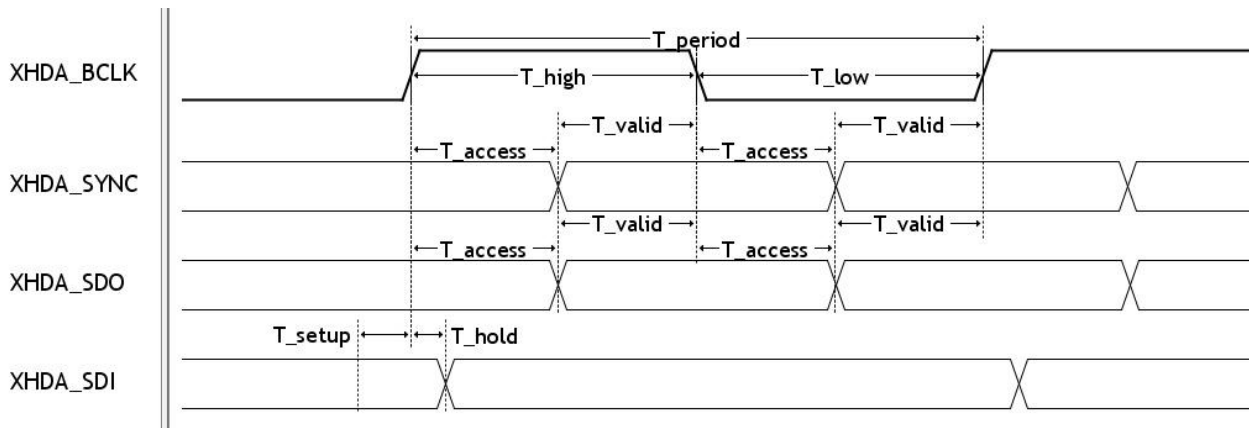 T_period
XHDA_BCLK
T_high
T_low
T_valid
T_valid
T_access
T_access
XHDA_SYNC
T_valid
T_valid
T_access
T_access
XHDA_SDO
T_setup
T_hold
XHDA_SDI